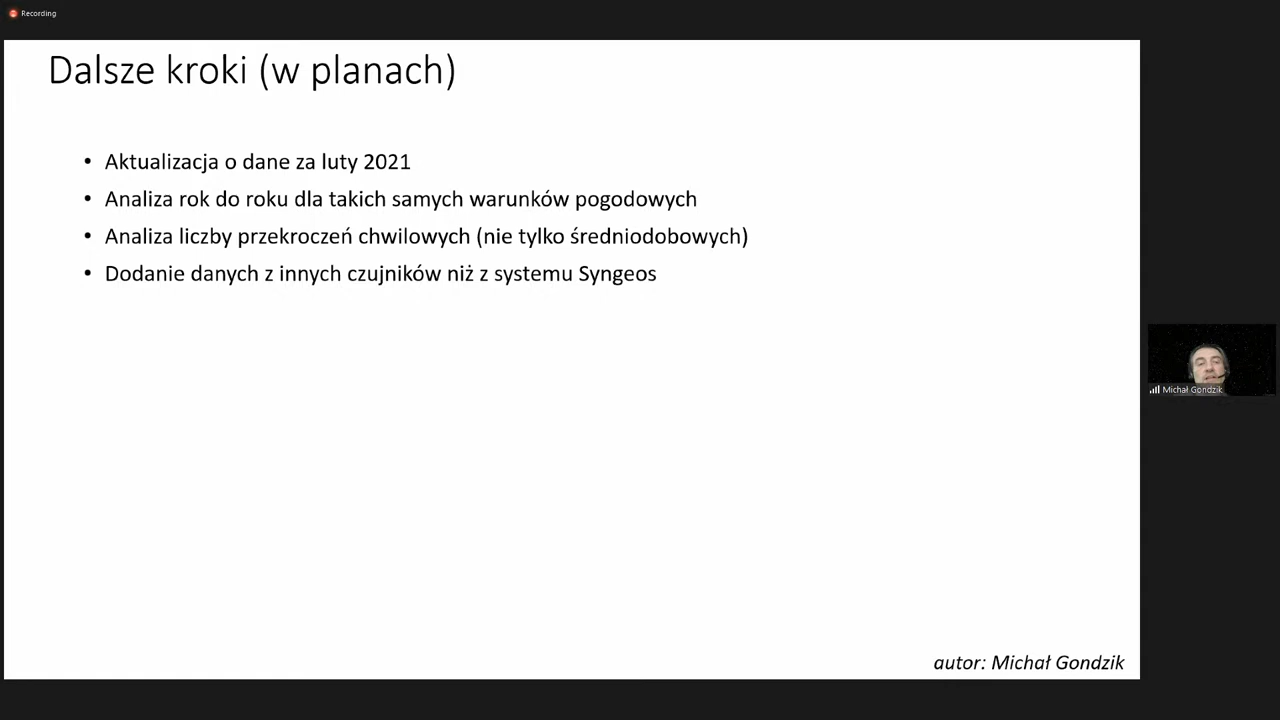 Recording
Dalsze kroki (w planach)
• Aktualizacja o dane za luty 2021
• Analiza rok do roku dla takich samych warunków pogodowych
• Analiza liczby przekroczeń chwilowych (nie tylko średniodobowych)
• Dodanie danych z innych czujników niż z systemu Syngeos
Michał Gondzik
autor: Michał Gondzik